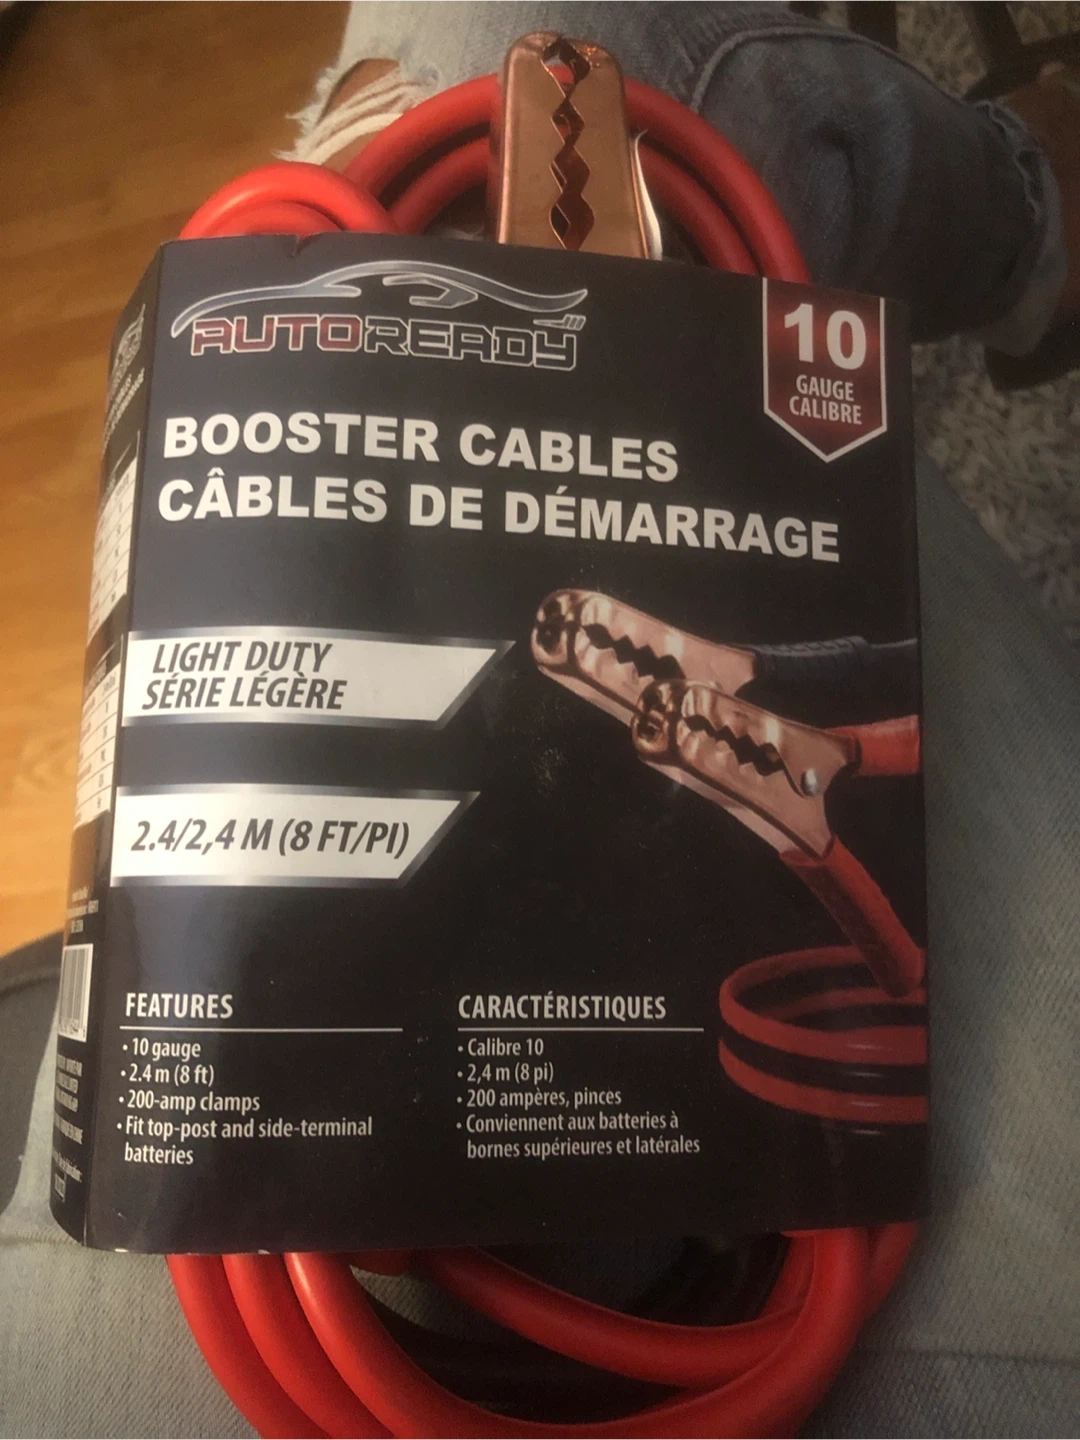 AUTOREADY
10
GAUGE
CALIBRE
BOOSTER CABLES
CÂBLES DE DÉMARRAGE
LIGHT DUTY
SÉRIE LÉGÈRE
2.4/2,4 M (8 FT/PI)
FEATURES
• 10 gauge
• 2.4 m (8 ft)
• 200-amp clamps
• Fit top-post and side-terminal
batteries
CARACTÉRISTIQUES
• Calibre 10
• 2,4 m (8 pi)
• 200 ampères, pinces
• Conviennent aux batteries à
bornes supérieures et latérales